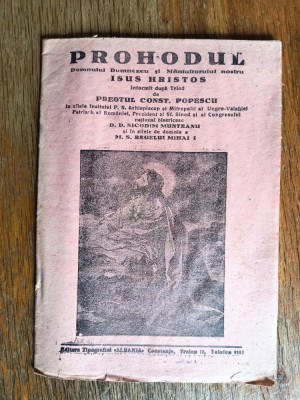 PROHODUL
Domnului Dumnezeu și Mântuitorului nostru
ISUS HRISTOS
întocmit după Triod
de
PREOTUL CONST. POPESCU
în zilele Înaltului P. S. Arhiepiscop și Mitropolit al Ungro-Valahiei
Patriarh al României, Președinte al Sf. Sinod și al Congresului
național bisericesc
D. D. NICODIM MUNTEANU
și în zilele de domnie a
M. S. REGELUI MIHAI I
Editura Tipografiei «ALBANIA» Constanța, Traian 15, Telefon